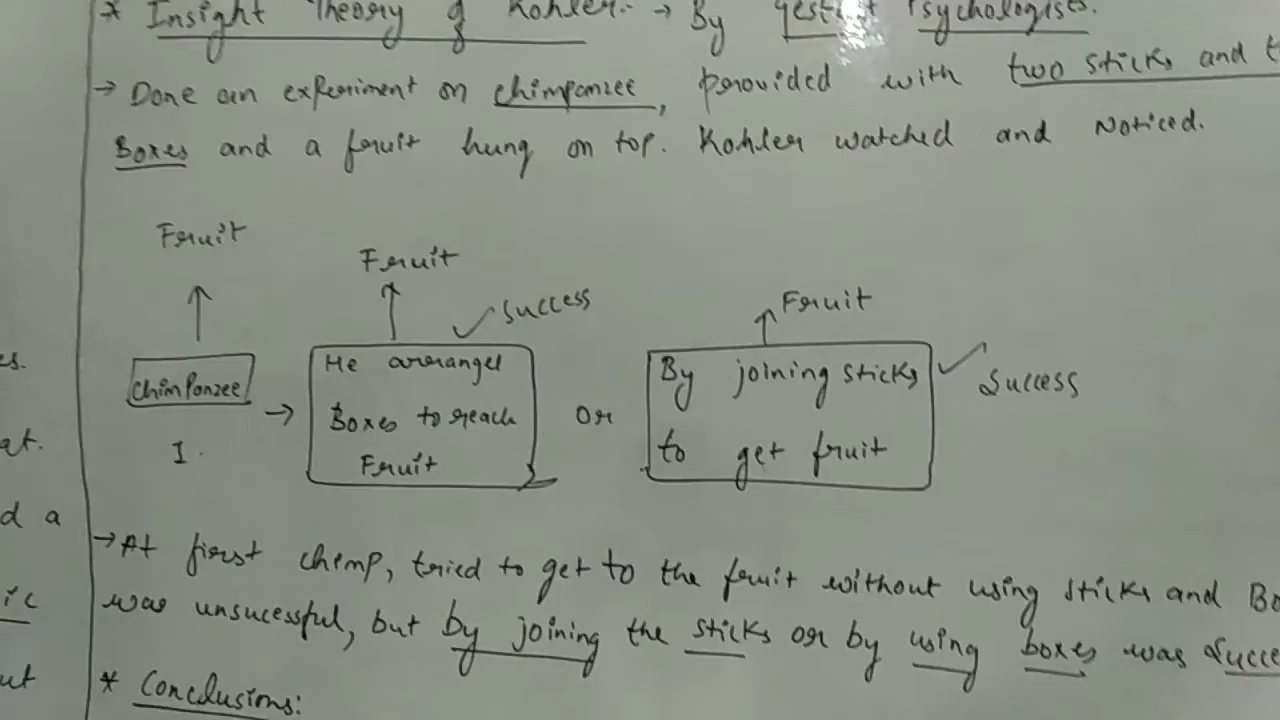 * Insight Theory of Kohler. → By Psychologists.
→ Done an experiment on chimpanzee, provided with two sticks and
Boxes and a fruit hung on top. Kohler watched and Noticed.
Fruit
Fruit
success
Fruit
Success
Chimpanzee
→
He arranges
Boxes to reach
Fruit
or
By joining sticks
to get fruit
I.
es.
at.
d a
→ At first chimp, tried to get to the fruit without using sticks and Bo
ic
was unsucessful, but by joining the sticks or by using boxes was succe
ut
* Conclusions: